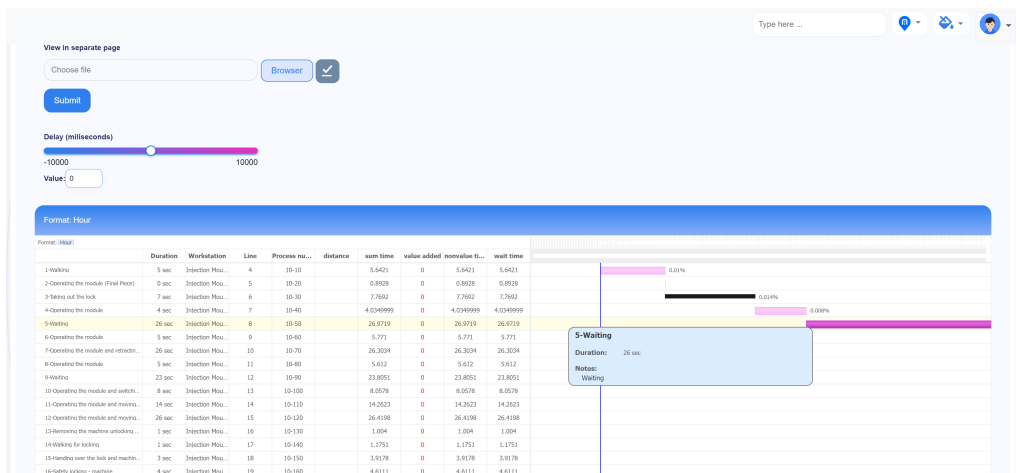 Type here ...
View in separate page
Choose file
Browser
Submit
Delay (miliseconds)
-10000 10000
Value: 0
Format: Hour
Format: Hour
Duration Workstation Line Process nu... distance sum time value added nonvalue ti... wait time
1-Walking 5 sec Injection Mou... 4 10-10 5.6421 0 5.6421 5.6421 0.01%
2-Operating the module (Final Piece) 0 sec Injection Mou... 5 10-20 0.8928 0 0.8928 0.8928
3-Taking out the lock 7 sec Injection Mou... 6 10-30 7.7692 0 7.7692 7.7692 0.014%
4-Operating the module 4 sec Injection Mou... 7 10-40 4.0349999 0 4.0349999 4.0349999 0.008%
5-Waiting 26 sec Injection Mou... 8 10-50 26.9719 0 26.9719 26.9719
6-Operating the module 5 sec Injection Mou... 9 10-60 5.771 0 5.771 5.771
7-Operating the module and retractin... 26 sec Injection Mou... 10 10-70 26.3034 0 26.3034 26.3034
8-Operating the module 5 sec Injection Mou... 11 10-80 5.612 0 5.612 5.612
9-Waiting 23 sec Injection Mou... 12 10-90 23.8051 0 23.8051 23.8051
10-Operating the module and switchi... 8 sec Injection Mou... 13 10-100 8.0578 0 8.0578 8.0578
11-Operating the module and moving... 14 sec Injection Mou... 14 10-110 14.2623 0 14.2623 14.2623
12-Operating the module and moving... 26 sec Injection Mou... 15 10-120 26.4198 0 26.4198 26.4198
13-Removing the machine unlocking ... 1 sec Injection Mou... 16 10-130 1.004 0 1.004 1.004
14-Walking for locking 1 sec Injection Mou... 17 10-140 1.1751 0 1.1751 1.1751
15-Handing over the lock and machin... 3 sec Injection Mou... 18 10-150 3.9178 0 3.9178 3.9178
16-Safety locking - machine 4 sec Injection Mou... 19 10-160 4.6111 0 4.6111 4.6111
5-Waiting
Duration: 26 sec
Notes:
Waiting